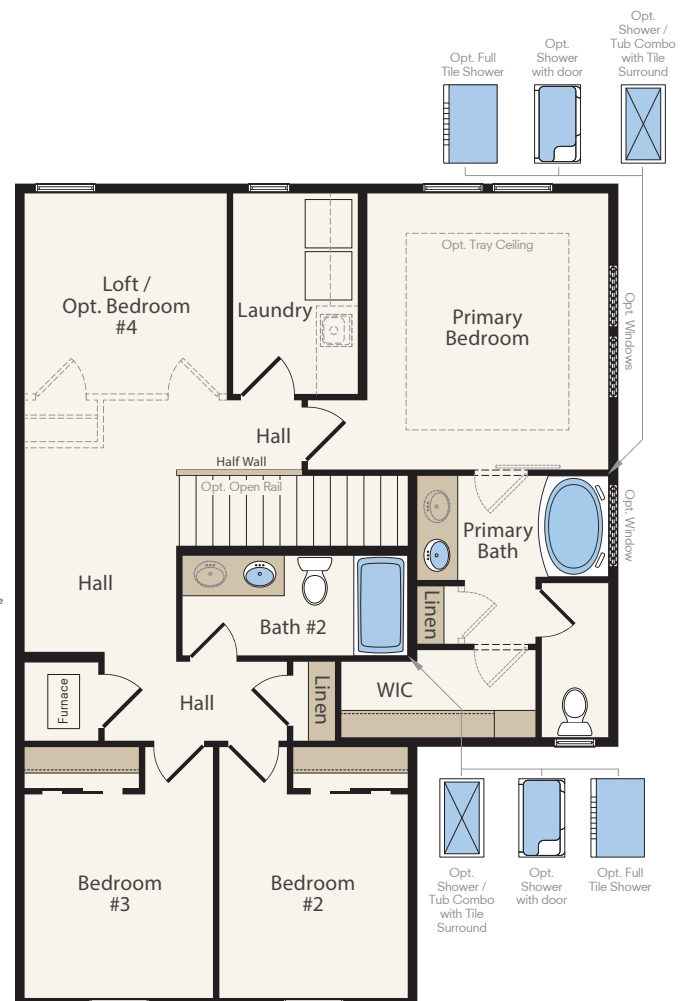 Opt.
Shower /
Tub Combo
with Tile
Surround
Opt.
Shower
with door
Opt. Full
Tile Shower
Opt. Tray Ceiling
Loft /
Opt. Bedroom
#4
Laundry
Primary
Bedroom
Opt. Windows
Hall
Half Wall
Opt. Open Rail
Opt. Window
Primary
Bath
Hall
Linen
Bath #2
Furnace
Hall
Linen
WIC
Opt.
Shower /
Tub Combo
with Tile
Surround
Opt.
Shower
with door
Opt. Full
Tile Shower
Bedroom
#3
Bedroom
#2